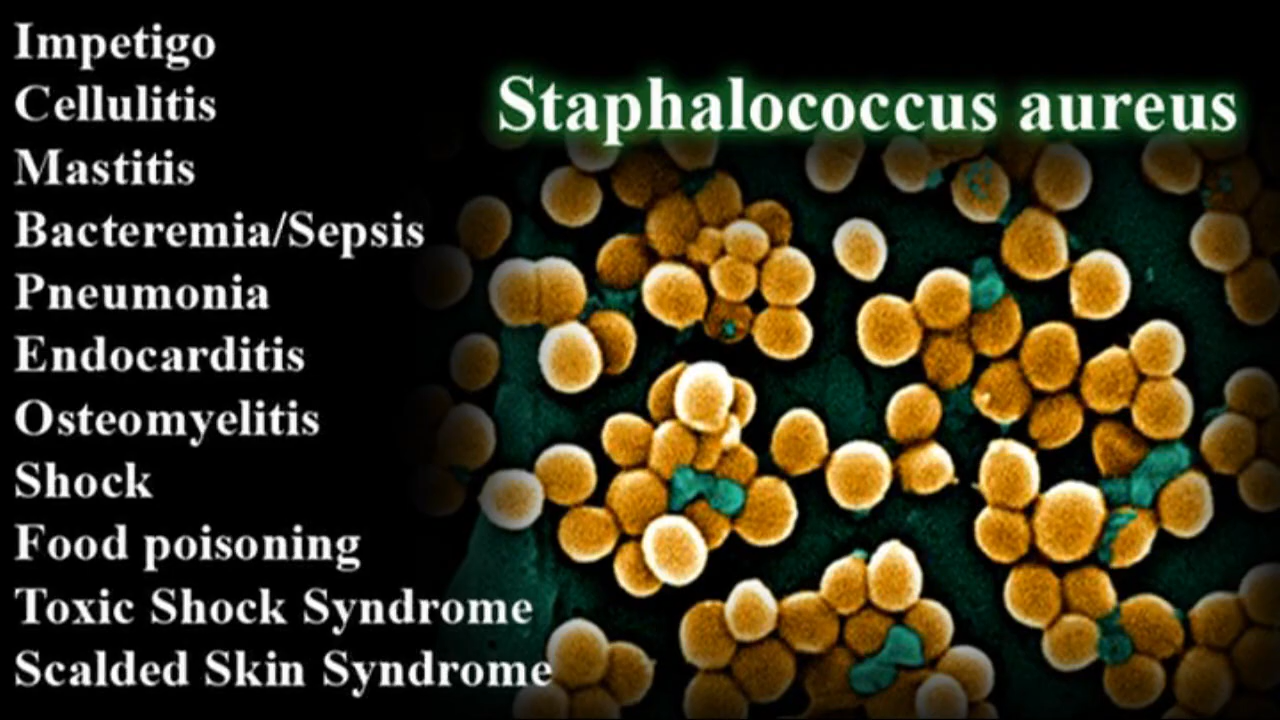 Impetigo
Cellulitis
Mastitis
Bacteremia/Sepsis
Pneumonia
Endocarditis
Osteomyelitis
Shock
Food poisoning
Toxic Shock Syndrome
Scalded Skin Syndrome
Staphalococcus aureus